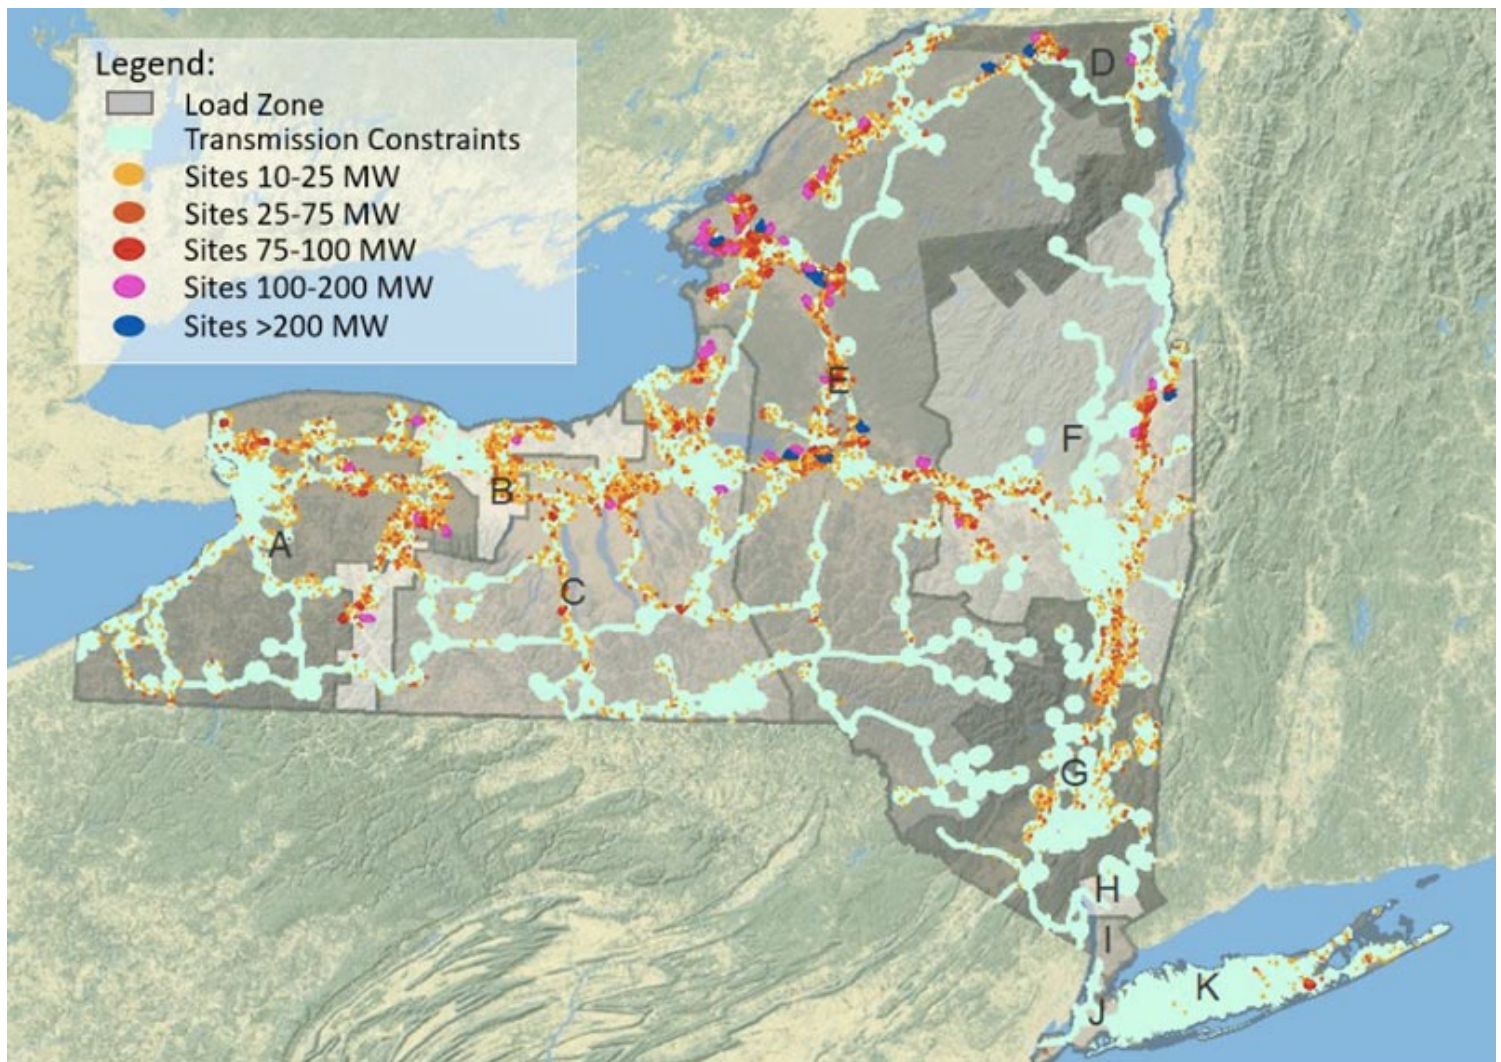 Legend:
Load Zone
Transmission Constraints
Sites 10-25 MW
Sites 25-75 MW
Sites 75-100 MW
Sites 100-200 MW
Sites >200 MW
D
E
F
B
A
C
G
H
I
K
J